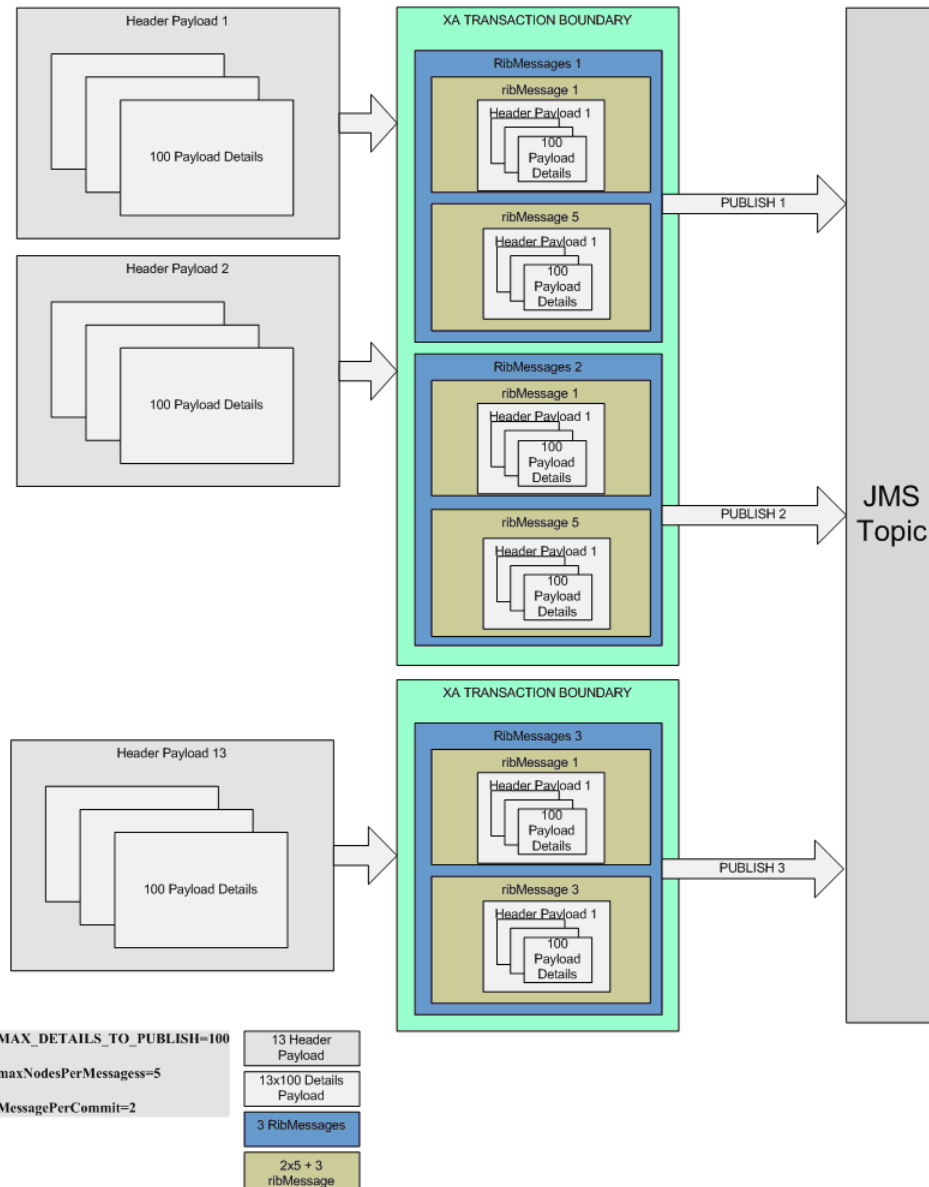 Header Payload 1
100 Payload Details
Header Payload 2
100 Payload Details
Header Payload 13
100 Payload Details
XA TRANSACTION BOUNDARY
RibMessages 1
ribMessage 1
Header Payload 1
100
Payload
Details
ribMessage 5
Header Payload 1
100
Payload
Details
RibMessages 2
ribMessage 1
Header Payload 1
100
Payload
Details
ribMessage 5
Header Payload 1
100
Payload
Details
XA TRANSACTION BOUNDARY
RibMessages 3
ribMessage 1
Header Payload 1
100
Payload
Details
ribMessage 3
Header Payload 1
100
Payload
Details
PUBLISH 1
PUBLISH 2
PUBLISH 3
JMS
Topic
MAX_DETAILS_TO_PUBLISH=100
maxNodesPerMessagess=5
MessagePerCommit=2
13 Header
Payload
13x100 Details
Payload
3 RibMessages
2x5 + 3
ribMessage